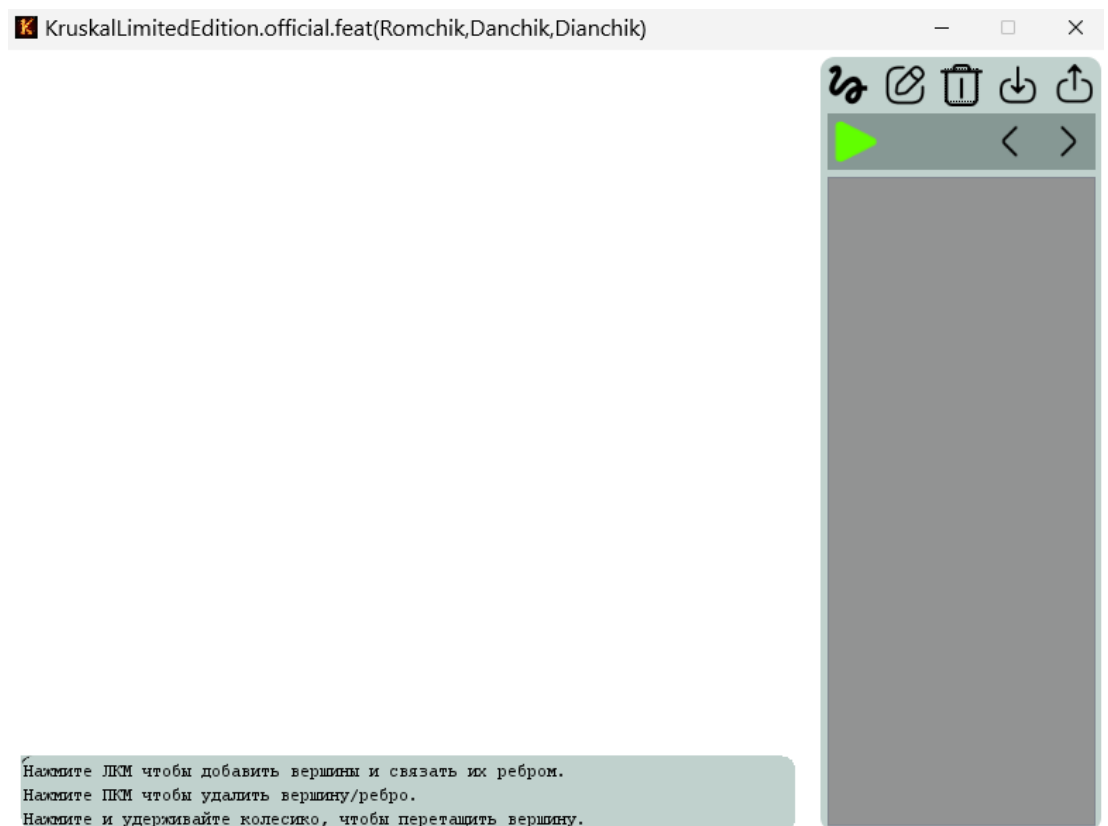 KruskalLimitedEdition.official.feat(Romchik,Danchik,Dianchik)
Нажмите ЛКМ чтобы добавить вершины и связать их ребром.
Нажмите ПКМ чтобы удалить вершину/ребро.
Нажмите и удерживайте колесико, чтобы перетащить вершину.